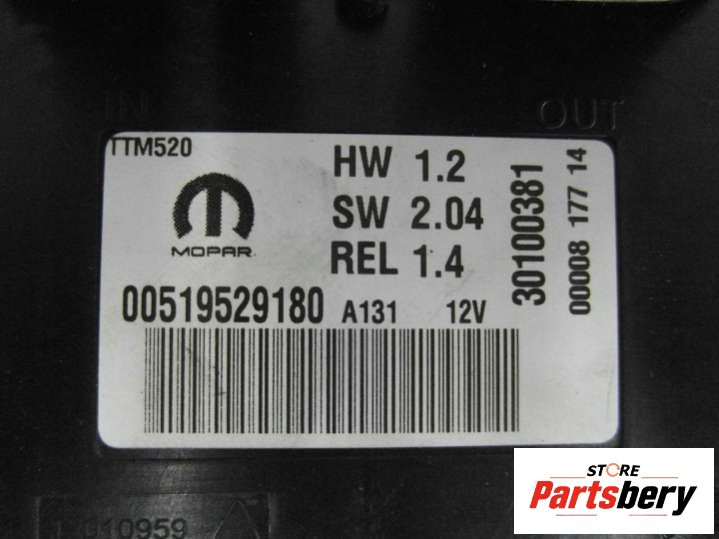 IN
OUT
TTM520
MOPAR
HW 1.2
SW 2.04
REL 1.4
00519529180 A131 12V
30100381
00008 177 14
010959
STORE
Partsbery